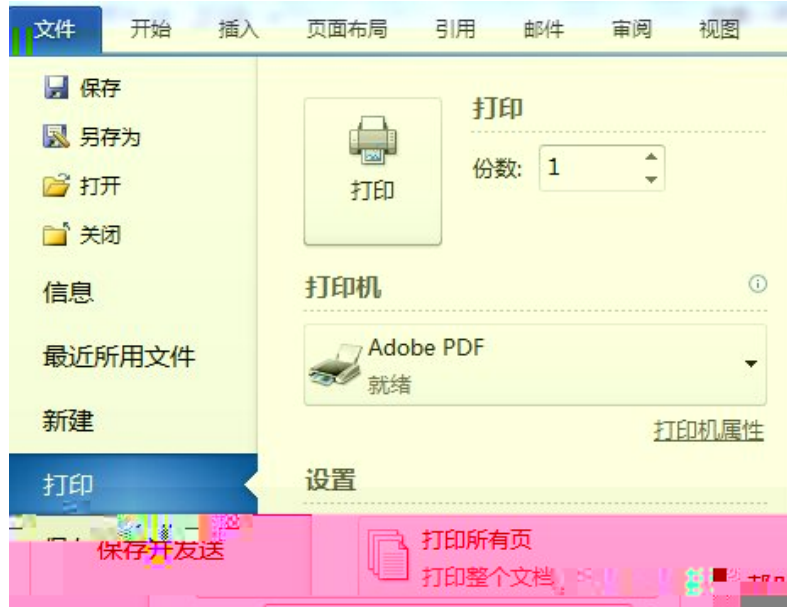 文件 开始 插入 页面布局 引用 邮件 审阅 视图
保存
另存为
打开
关闭
信息
最近所用文件
新建
打印
保存并发送
打印
打印
份数: 1
打印机
Adobe PDF
就绪
打印机属性
设置
打印所有页
打印整个文档